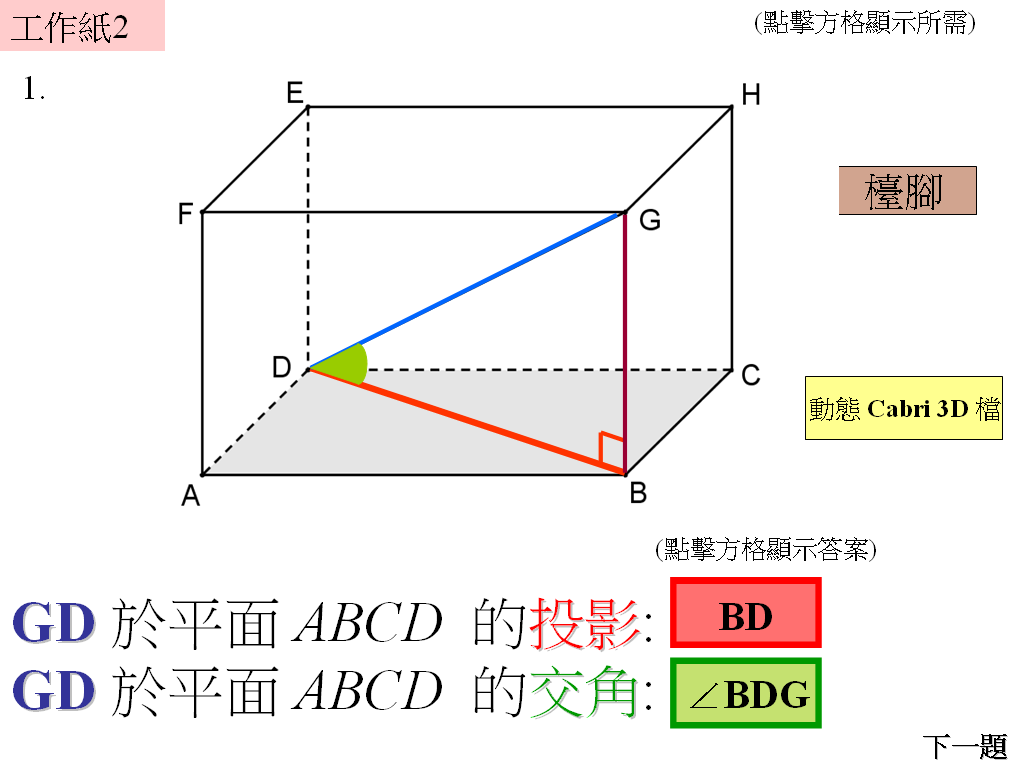 工作紙2
(點擊方格顯示所需)
1.
E
H
檯腳
F
G
D
C
動態 Cabri 3D 檔
A
B
(點擊方格顯示答案)
GD 於平面 ABCD 的投影: BD
GD 於平面 ABCD 的交角: ∠BDG
下一題